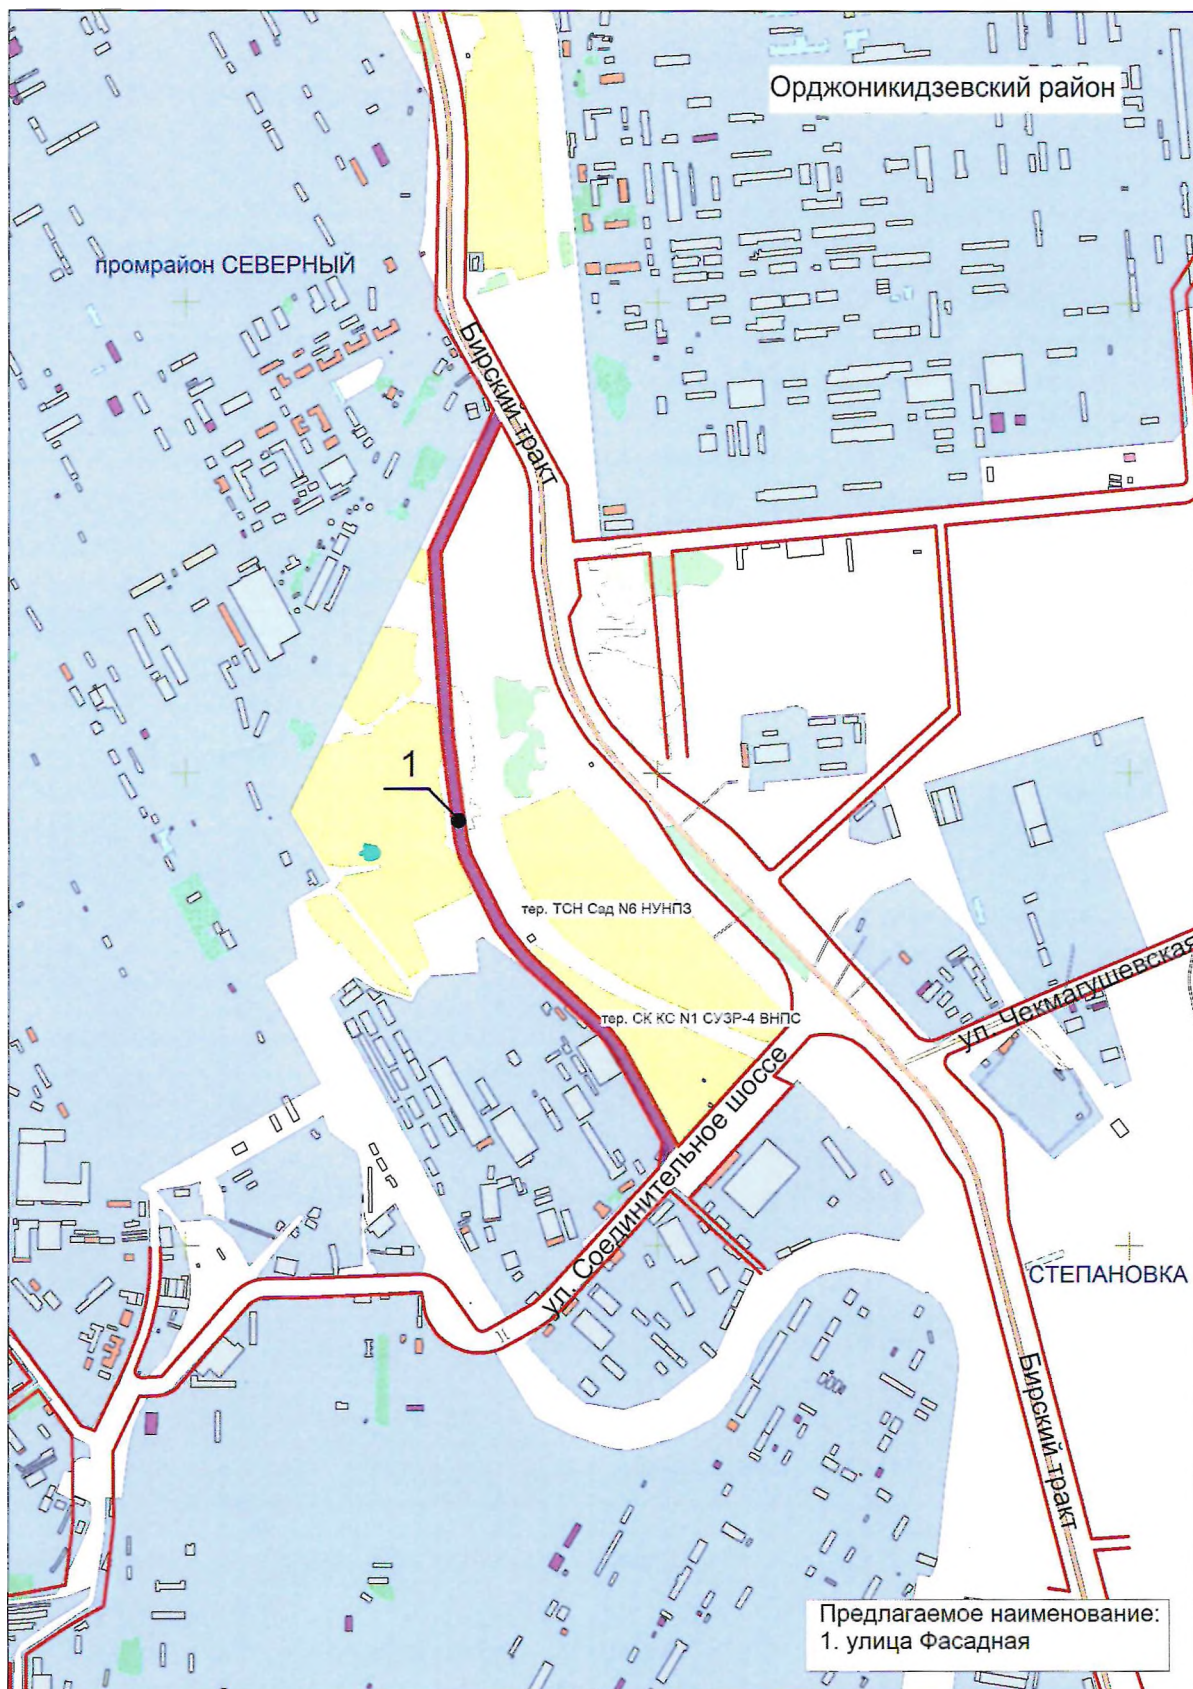 Орджоникидзевский район
промрайон СЕВЕРНЫЙ
Бирский тракт
1
тер. ТСН Сад N6 НУНПЗ
ул. Чекмагушевская
тер. СК КС N1 СУЗР-4 ВНПС
ул. Соединительное шоссе
СТЕПАНОВКА
Бирский тракт
Предлагаемое наименование:
1. улица Фасадная